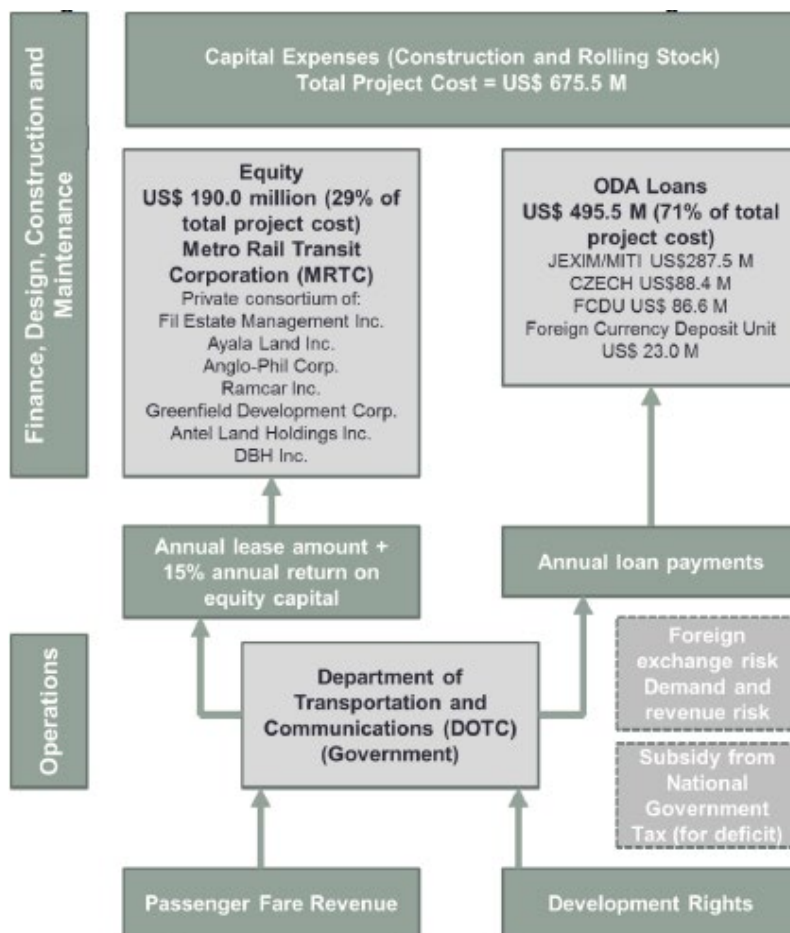 Finance, Design, Construction and
Maintenance
Capital Expenses (Construction and Rolling Stock)
Total Project Cost = US$ 675.5 M
Equity
US$ 190.0 million (29% of
total project cost)
Metro Rail Transit
Corporation (MRTC)
Private consortium of:
Fil Estate Management Inc.
Ayala Land Inc.
Anglo-Phil Corp.
Ramcar Inc.
Greenfield Development Corp.
Antel Land Holdings Inc.
DBH Inc.
ODA Loans
US$ 495.5 M (71% of total
project cost)
JEXIM/MITI US$287.5 M
CZECH US$88.4 M
FCDU US$ 86.6 M
Foreign Currency Deposit Unit
US$ 23.0 M
Annual lease amount +
15% annual return on
equity capital
Annual loan payments
Operations
Department of
Transportation and
Communications (DOTC)
(Government)
Foreign
exchange risk
Demand and
revenue risk
Subsidy from
National
Government
Tax (for deficit)
Passenger Fare Revenue
Development Rights